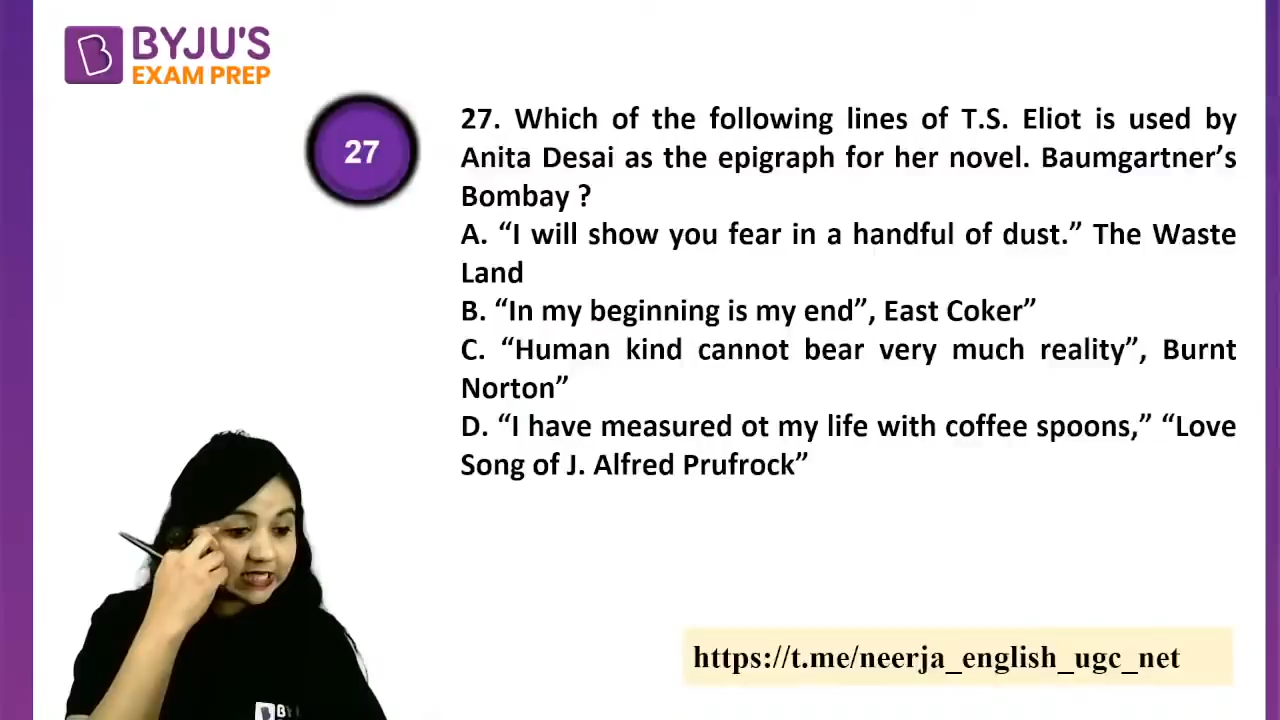 BYJU'S
EXAM PREP
27
27. Which of the following lines of T.S. Eliot is used by
Anita Desai as the epigraph for her novel. Baumgartner’s
Bombay ?
A. “I will show you fear in a handful of dust.” The Waste
Land
B. “In my beginning is my end”, East Coker”
C. “Human kind cannot bear very much reality”, Burnt
Norton”
D. “I have measured ot my life with coffee spoons,” “Love
Song of J. Alfred Prufrock”
https://t.me/neerja_english_ugc_net